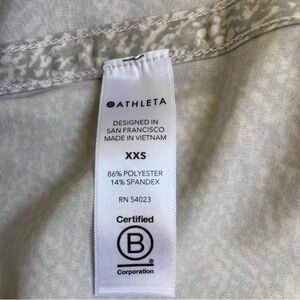 ATHLETA
DESIGNED IN
SAN FRANCISCO
MADE IN VIETNAM
XXS
86% POLYESTER
14% SPANDEX
RN 54023
Certified
B
Corporation